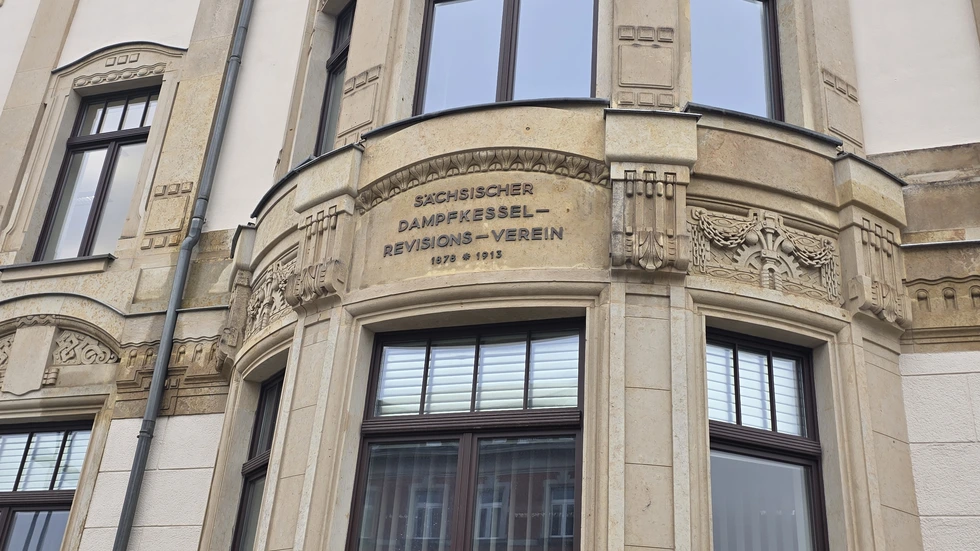 SÄCHSISCHER
DAMPFKESSEL–
REVISIONS–VEREIN
1878 * 1913